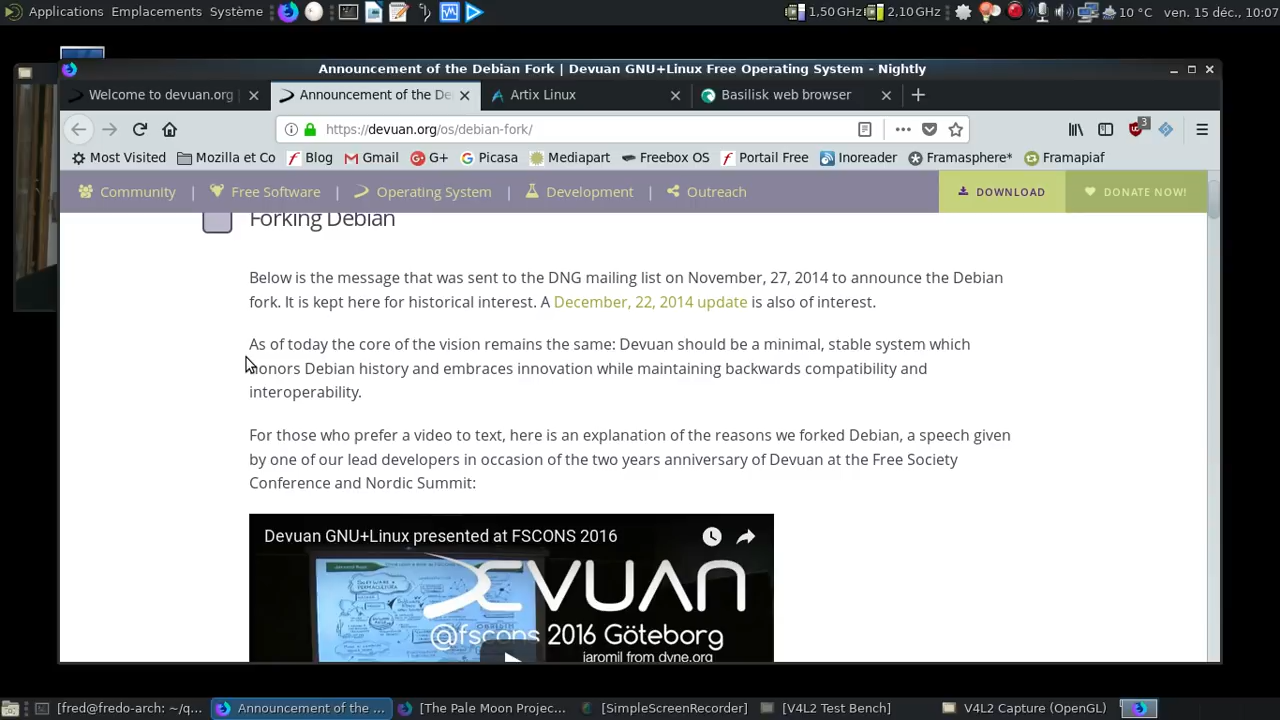 Applications Emplacements Système 1,50 GHz 2,10 GHz 10 °C ven. 15 déc., 10:07
Announcement of the Debian Fork | Devuan GNU+Linux Free Operating System - Nightly
Welcome to devuan.org | Announcement of the De Artix Linux Basilisk web browser
https://devuan.org/os/debian-fork/ 3
Most Visited Mozilla et Co Blog Gmail G+ Picasa Mediapart Freebox OS Portail Free Inoreader Framasphere* Framapiaf
Community | Free Software | Operating System | Development | Outreach DOWNLOAD DONATE NOW!
Forking Debian
Below is the message that was sent to the DNG mailing list on November, 27, 2014 to announce the Debian
fork. It is kept here for historical interest. A December, 22, 2014 update is also of interest.
As of today the core of the vision remains the same: Devuan should be a minimal, stable system which
honors Debian history and embraces innovation while maintaining backwards compatibility and
interoperability.
For those who prefer a video to text, here is an explanation of the reasons we forked Debian, a speech given
by one of our lead developers in occasion of the two years anniversary of Devuan at the Free Society
Conference and Nordic Summit:
Devuan GNU+Linux presented at FSCONS 2016
DEVUAN
@fscons 2016 Göteborg
jaromil from dyne.org
[fred@fredo-arch: ~/q... Announcement of the ... [The Pale Moon Projec... [SimpleScreenRecorder] [V4L2 Test Bench] V4L2 Capture (OpenGL)